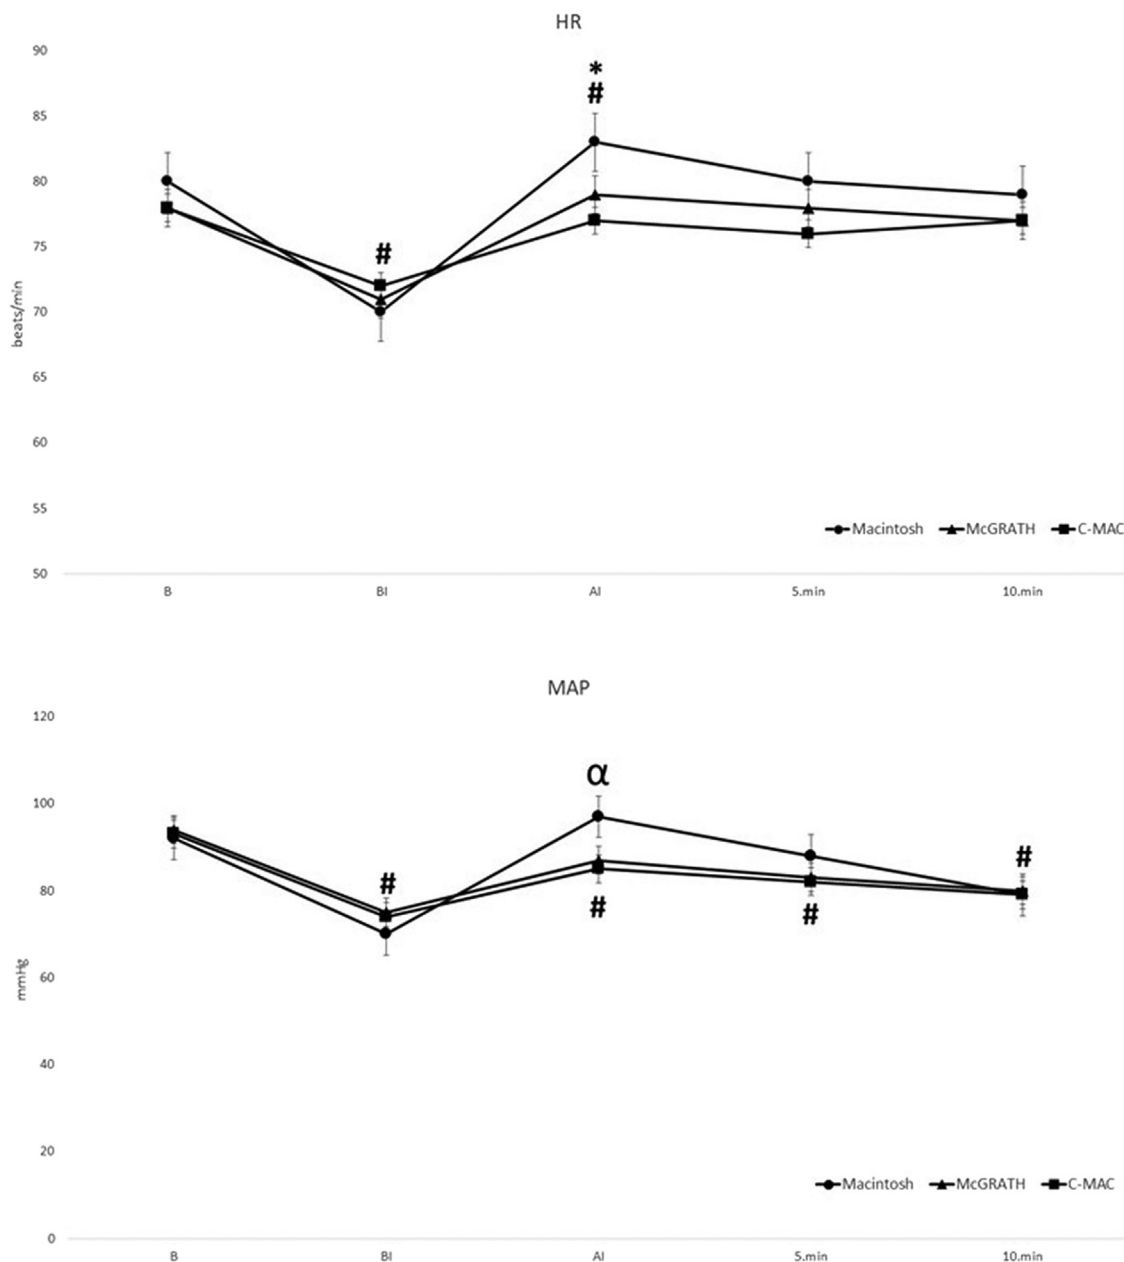 HR
90
*
#
85
80
75
#
70
beats/min
65
60
55
Macintosh McGRATH C-MAC
50
B BI AI 5.min 10.min
MAP
120
α
100
#
#
80
#
#
60
mmHg
40
20
Macintosh McGRATH C-MAC
0
B BI AI 5.min 10.min